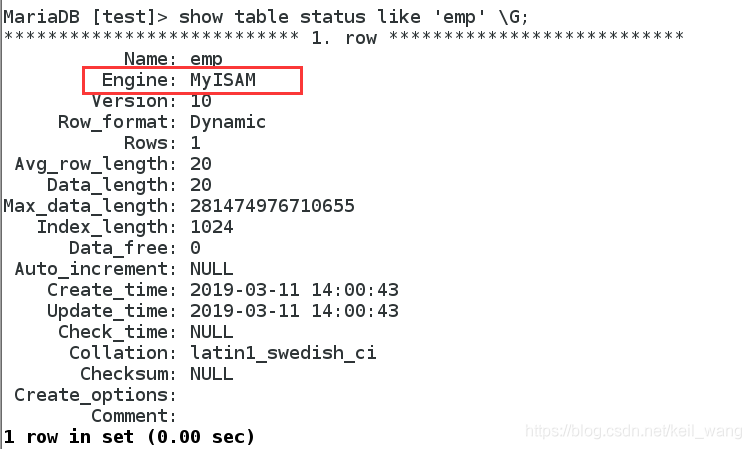 MariaDB [test]> show table status like 'emp' \G;
*************************** 1. row ***************************
Name: emp
Engine: MyISAM
Version: 10
Row_format: Dynamic
Rows: 1
Avg_row_length: 20
Data_length: 20
Max_data_length: 281474976710655
Index_length: 1024
Data_free: 0
Auto_increment: NULL
Create_time: 2019-03-11 14:00:43
Update_time: 2019-03-11 14:00:43
Check_time: NULL
Collation: latin1_swedish_ci
Checksum: NULL
Create_options:
Comment:
1 row in set (0.00 sec)
https://blog.csdn.net/keil_wang